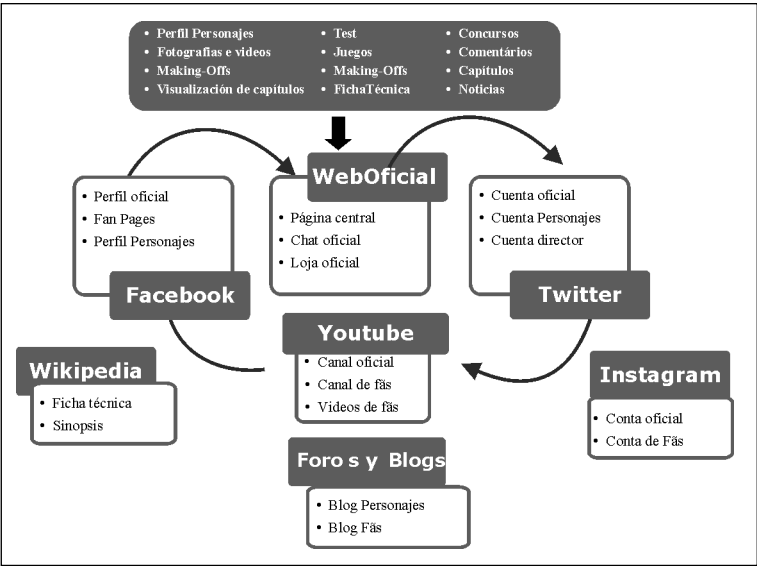 • Perfil Personajes
• Fotografias e videos
• Making-Offs
• Visualización de capítulos
• Test
• Juegos
• Making-Offs
• FichaTécnica
• Concursos
• Comentários
• Capítulos
• Noticias
• Perfil oficial
• Fan Pages
• Perfil Personajes
Facebook
WebOficial
• Página central
• Chat oficial
• Loja oficial
• Cuenta oficial
• Cuenta Personajes
• Cuenta director
Twitter
Wikipedia
• Ficha técnica
• Sinopsis
Youtube
• Canal oficial
• Canal de fãs
• Videos de fãs
Instagram
• Conta oficial
• Conta de Fãs
Foro s y Blogs
• Blog Personajes
• Blog Fãs